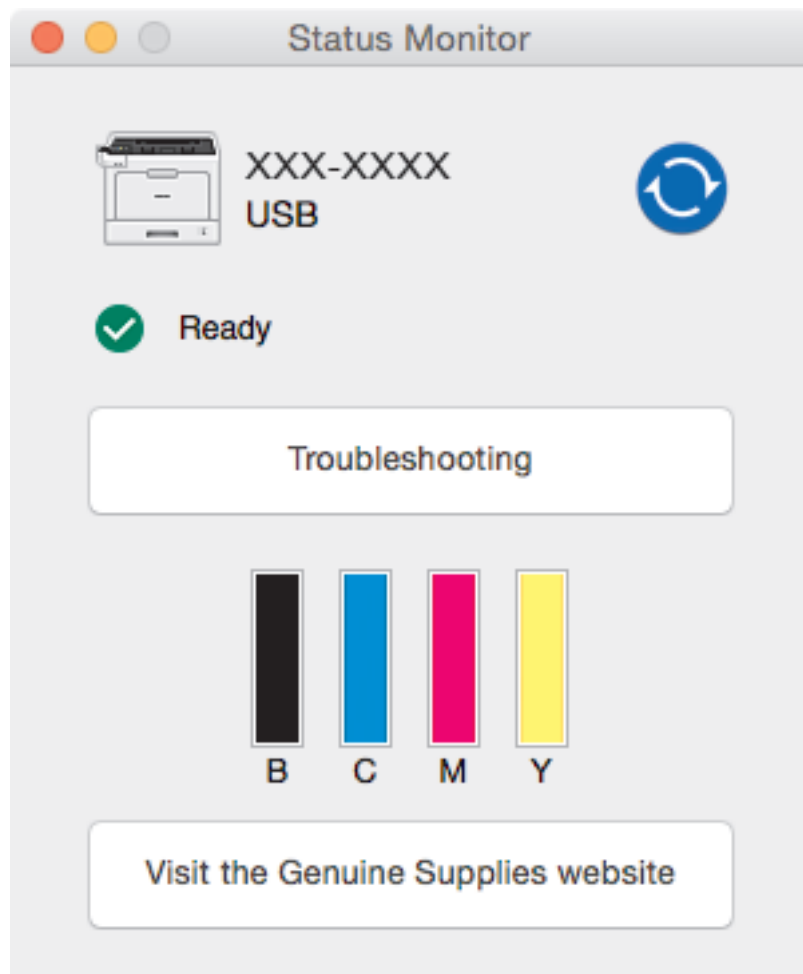 Status Monitor
XXX-XXXX
USB
Ready
Troubleshooting
B C M Y
Visit the Genuine Supplies website